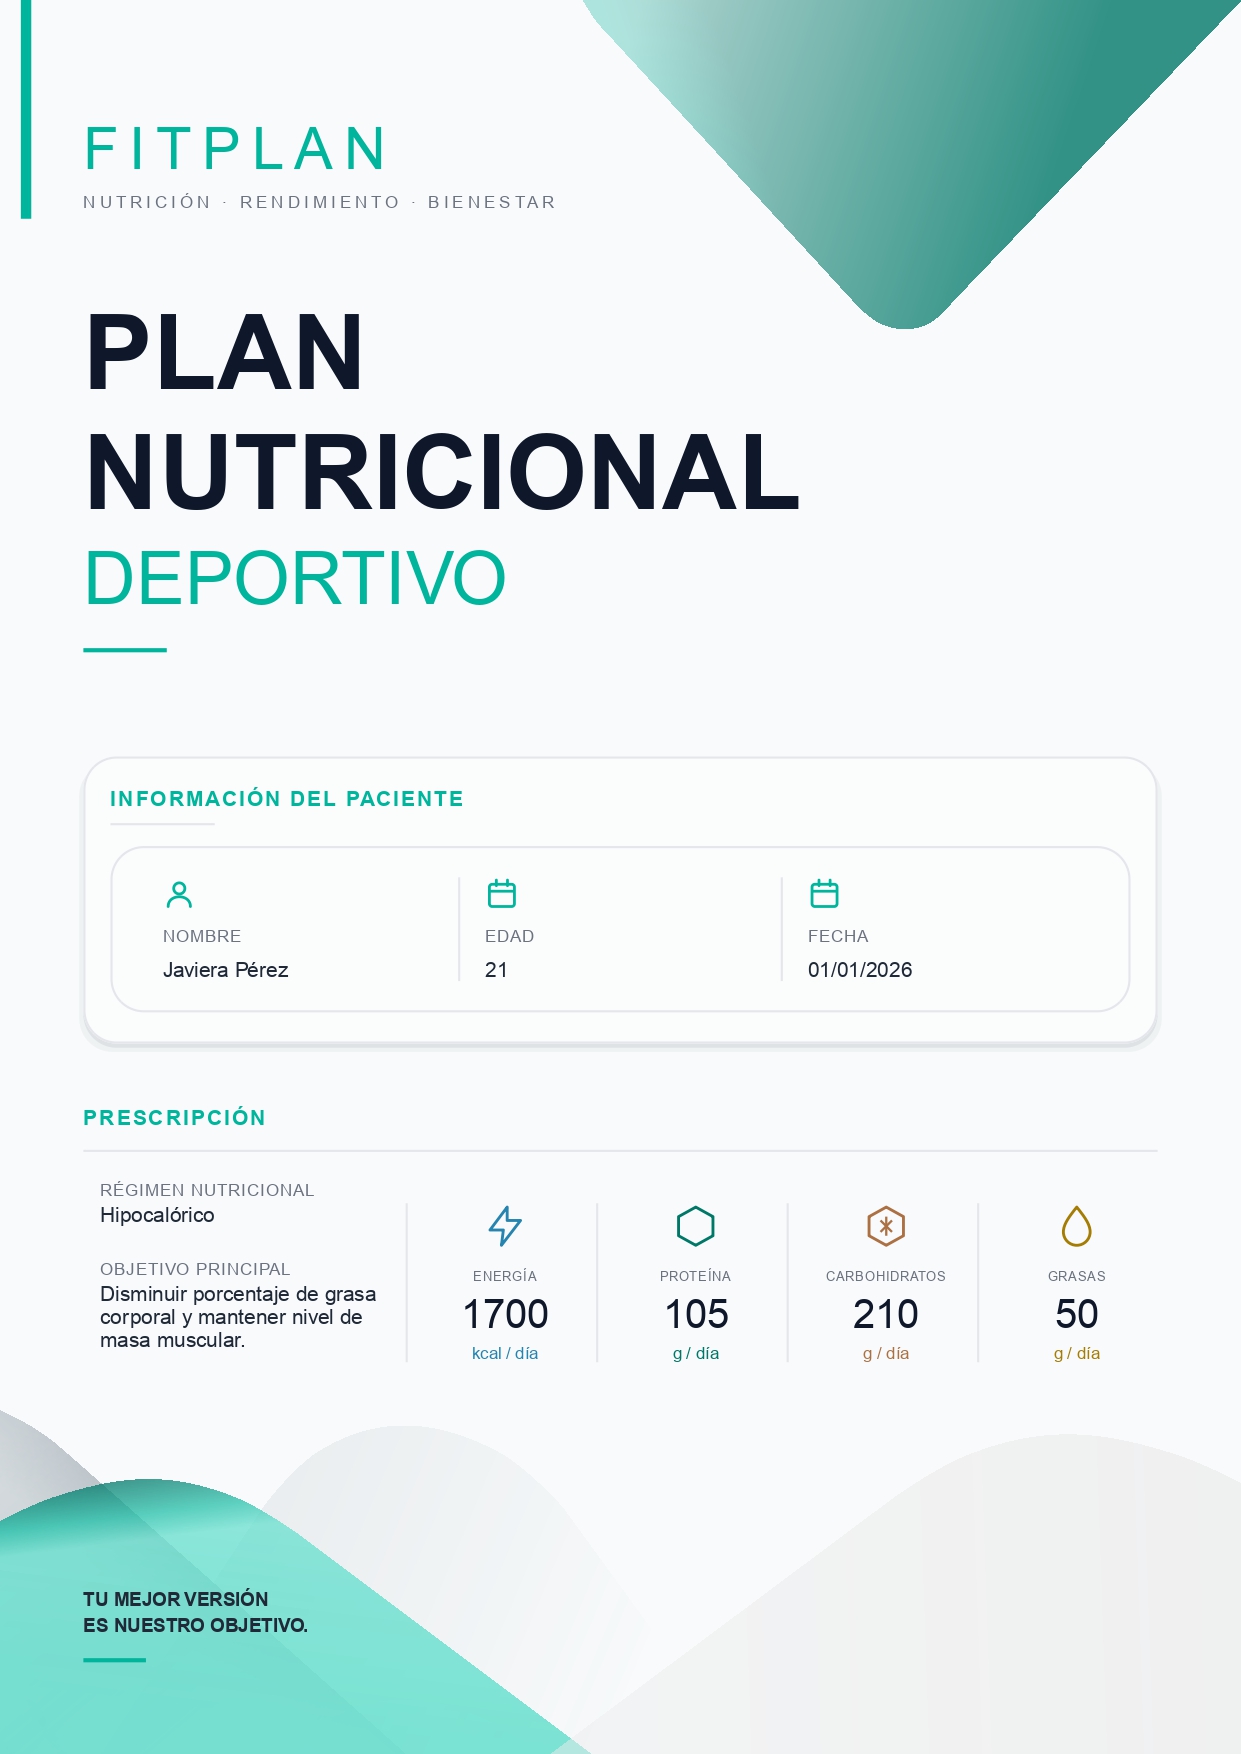 FITPLAN
NUTRICIÓN · RENDIMIENTO · BIENESTAR
PLAN
NUTRICIONAL
DEPORTIVO
INFORMACIÓN DEL PACIENTE
NOMBRE
Javiera Pérez
EDAD
21
FECHA
01/01/2026
PRESCRIPCIÓN
RÉGIMEN NUTRICIONAL
Hipocalórico
OBJETIVO PRINCIPAL
Disminuir porcentaje de grasa
corporal y mantener nivel de
masa muscular.
ENERGÍA
1700
kcal / día
PROTEÍNA
105
g / día
CARBOHIDRATOS
210
g / día
GRASAS
50
g / día
TU MEJOR VERSIÓN
ES NUESTRO OBJETIVO.